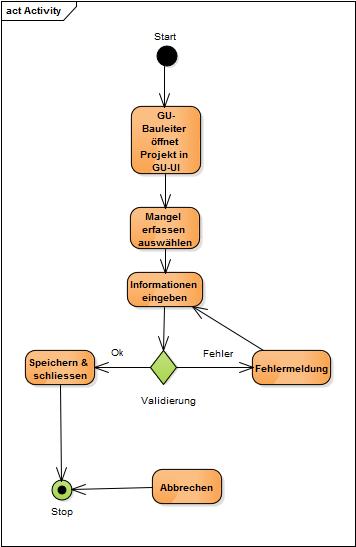 act Activity
Start
GU-
Bauleiter
öffnet
Projekt in
GU-UI
Mangel
erfassen
auswählen
Informationen
eingeben
Ok
Fehler
Speichern &
schliessen
Fehlermeldung
Validierung
Abbrechen
Stop